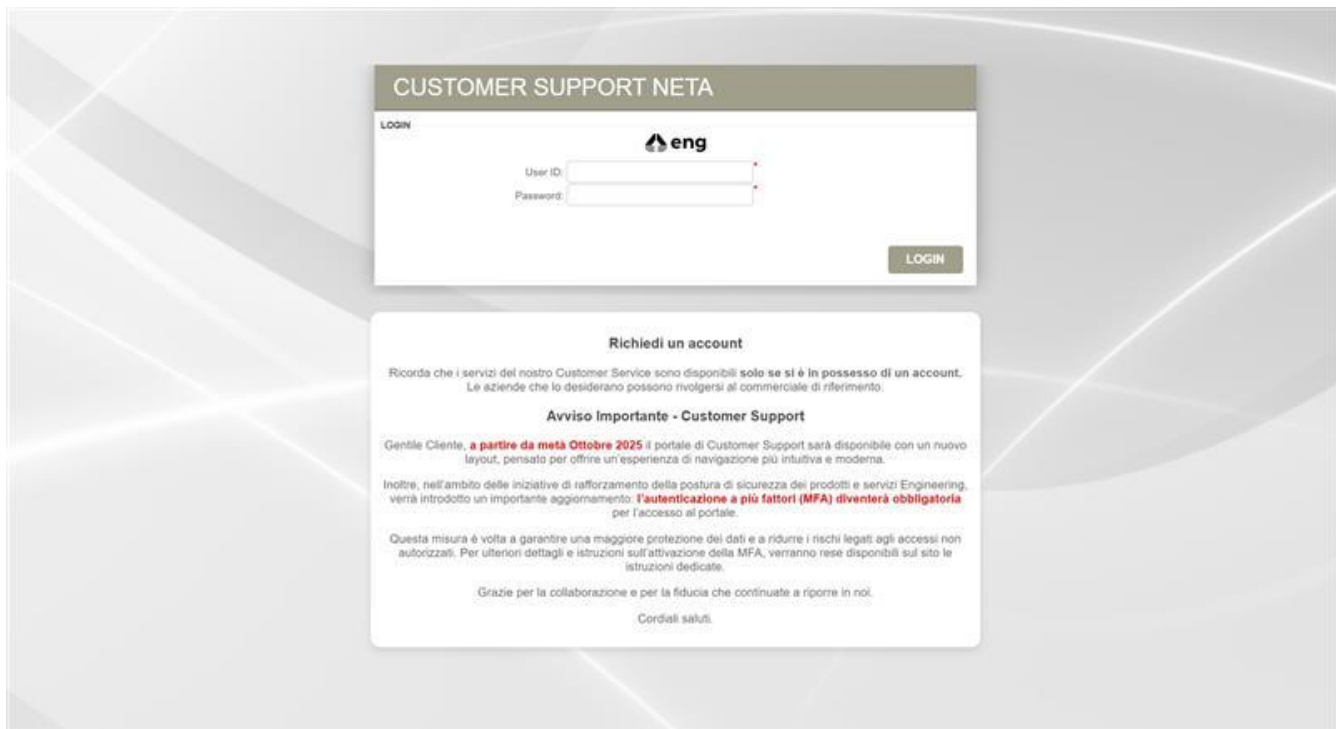 CUSTOMER SUPPORT NETA
LOGIN
eng
User ID:
*
Password:
*
LOGIN
Richiedi un account
Ricorda che i servizi del nostro Customer Service sono disponibili solo se si è in possesso di un account.
Le aziende che lo desiderano possono rivolgersi al commerciale di riferimento.
Avviso Importante - Customer Support
Gentile Cliente, a partire da metà Ottobre 2025 il portale di Customer Support sarà disponibile con un nuovo
layout, pensato per offrire un'esperienza di navigazione più intuitiva e moderna.
Inoltre, nell'ambito delle iniziative di rafforzamento della postura di sicurezza dei prodotti e servizi Engineering,
verrà introdotto un importante aggiornamento: l'autenticazione a più fattori (MFA) diventerà obbligatoria
per l'accesso al portale.
Questa misura è volta a garantire una maggiore protezione dei dati e a ridurre i rischi legati agli accessi non
autorizzati. Per ulteriori dettagli e istruzioni sull'attivazione della MFA, verranno rese disponibili sul sito le
istruzioni dedicate.
Grazie per la collaborazione e per la fiducia che continuate a riporre in noi.
Cordiali saluti.